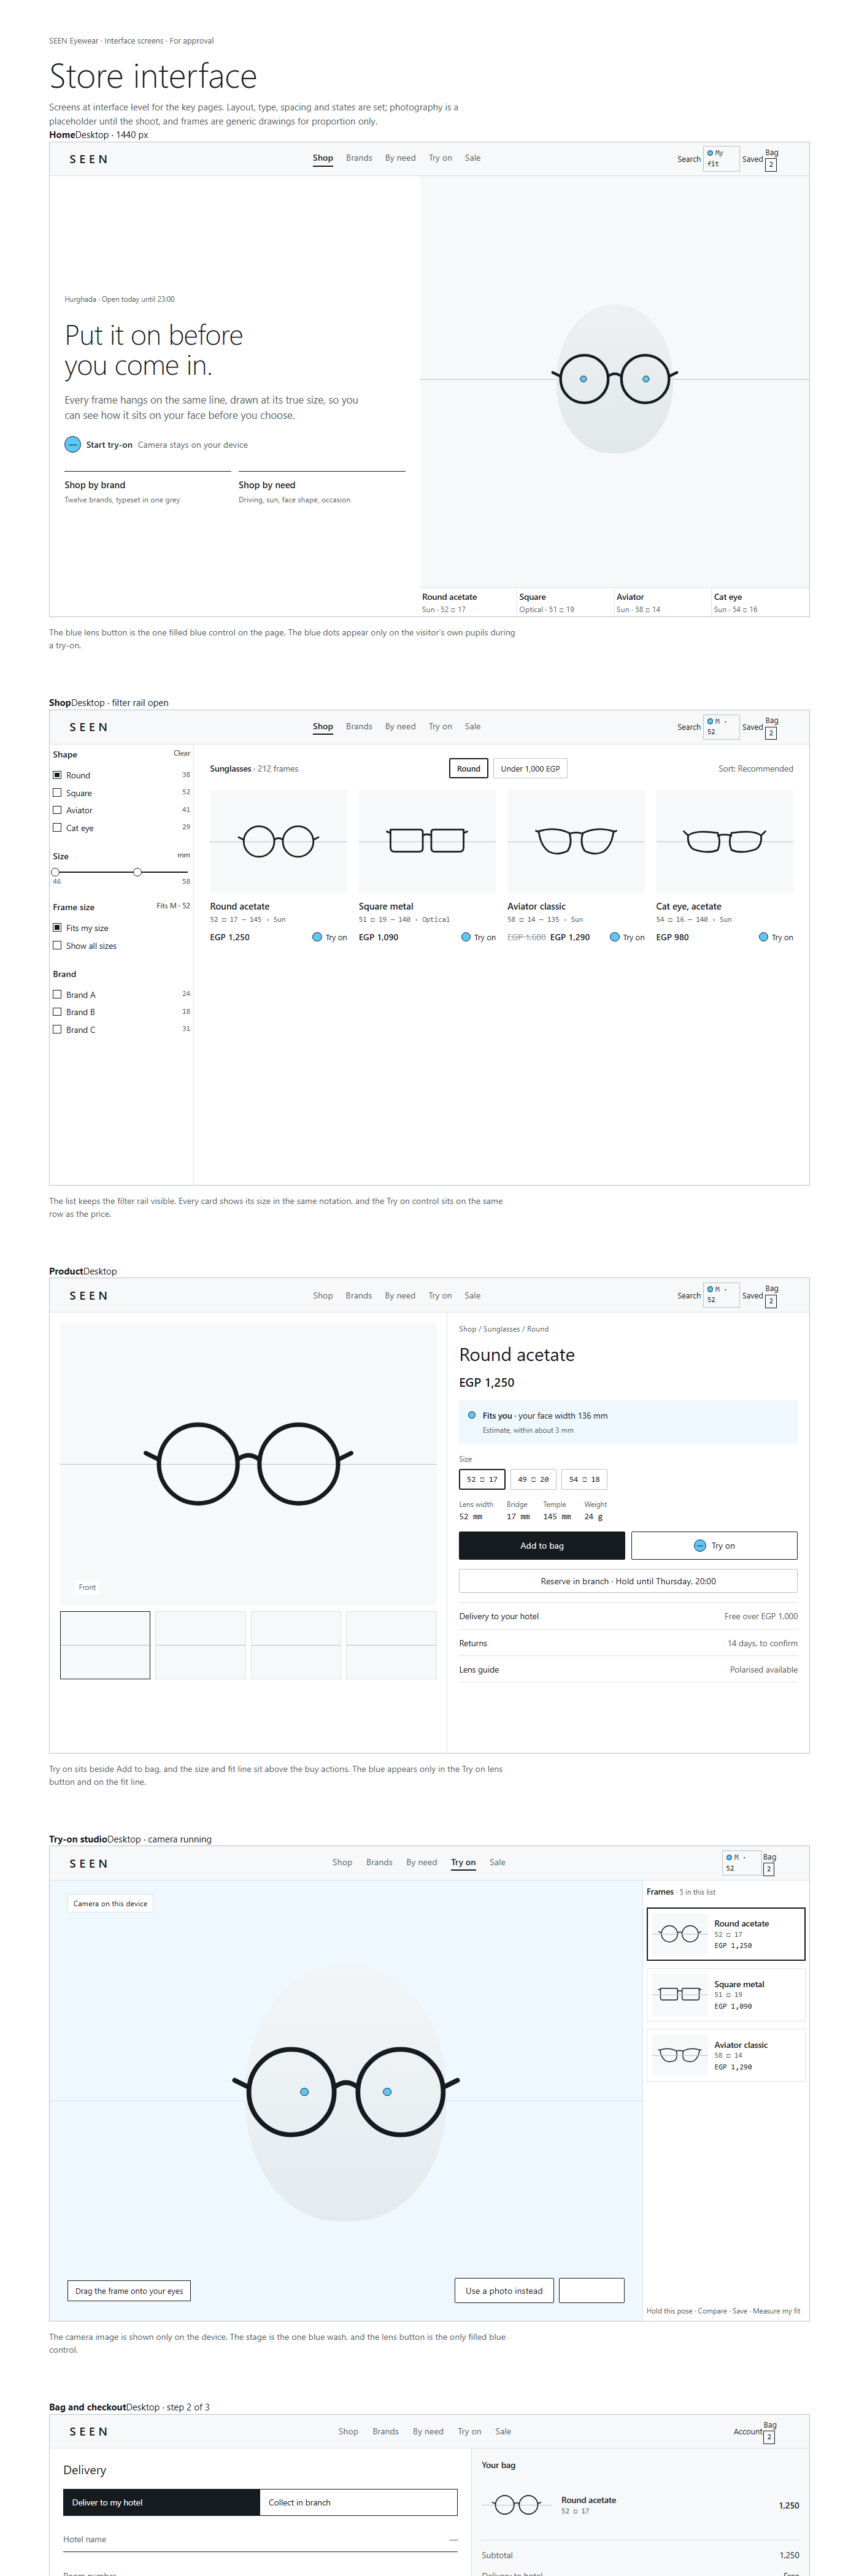 SEEN Eyewear · Interface screens · For approval
Store interface
Screens at interface level for the key pages. Layout, type, spacing and states are set; photography is a
placeholder until the shoot, and frames are generic drawings for proportion only.
HomeDesktop · 1440 px
SEEN
Shop
Brands
By need
Try on
Sale
Search
My
fit
Saved
Bag
2
Hurghada · Open today until 23:00
Put it on before
you come in.
Every frame hangs on the same line, drawn at its true size, so you
can see how it sits on your face before you choose.
Start try-on Camera stays on your device
Shop by brand
Twelve brands, typeset in one grey
Shop by need
Driving, sun, face shape, occasion
Round acetate
Sun · 52 □ 17
Square
Optical · 51 □ 19
Aviator
Sun · 58 □ 14
Cat eye
Sun · 54 □ 16
The blue lens button is the one filled blue control on the page. The blue dots appear only on the visitor's own pupils during
a try-on.
ShopDesktop · filter rail open
SEEN
Shop
Brands
By need
Try on
Sale
Search
M ·
52
Saved
Bag
2
Shape
Clear
Round 38
Square 52
Aviator 41
Cat eye 29
Size mm
46 58
Frame size Fits M · 52
Fits my size
Show all sizes
Brand
Brand A 24
Brand B 18
Brand C 31
Sunglasses · 212 frames
Round
Under 1,000 EGP
Sort: Recommended
Round acetate
52 □ 17 — 145 · Sun
EGP 1,250 Try on
Square metal
51 □ 19 — 140 · Optical
EGP 1,090 Try on
Aviator classic
58 □ 14 — 135 · Sun
EGP 1,600 EGP 1,290 Try on
Cat eye, acetate
54 □ 16 — 140 · Sun
EGP 980 Try on
The list keeps the filter rail visible. Every card shows its size in the same notation, and the Try on control sits on the same
row as the price.
ProductDesktop
SEEN
Shop
Brands
By need
Try on
Sale
Search
M ·
52
Saved
Bag
2
Front
Shop / Sunglasses / Round
Round acetate
EGP 1,250
Fits you · your face width 136 mm
Estimate, within about 3 mm
Size
52 □ 17
49 □ 20
54 □ 18
Lens width Bridge Temple Weight
52 mm 17 mm 145 mm 24 g
Add to bag
Try on
Reserve in branch · Hold until Thursday, 20:00
Delivery to your hotel Free over EGP 1,000
Returns 14 days, to confirm
Lens guide Polarised available
Try on sits beside Add to bag, and the size and fit line sit above the buy actions. The blue appears only in the Try on lens
button and on the fit line.
Try-on studioDesktop · camera running
SEEN
Shop
Brands
By need
Try on
Sale
M ·
52
Bag
2
Camera on this device
Drag the frame onto your eyes
Use a photo instead
Frames · 5 in this list
Round acetate
52 □ 17
EGP 1,250
Square metal
51 □ 19
EGP 1,090
Aviator classic
58 □ 14
EGP 1,290
Hold this pose · Compare · Save · Measure my fit
The camera image is shown only on the device. The stage is the one blue wash, and the lens button is the only filled blue
control.
Bag and checkoutDesktop · step 2 of 3
SEEN
Shop
Brands
By need
Try on
Sale
Account
Bag
2
Delivery
Deliver to my hotel
Collect in branch
Hotel name —
Your bag
Round acetate
52 □ 17
1,250
Subtotal 1,250